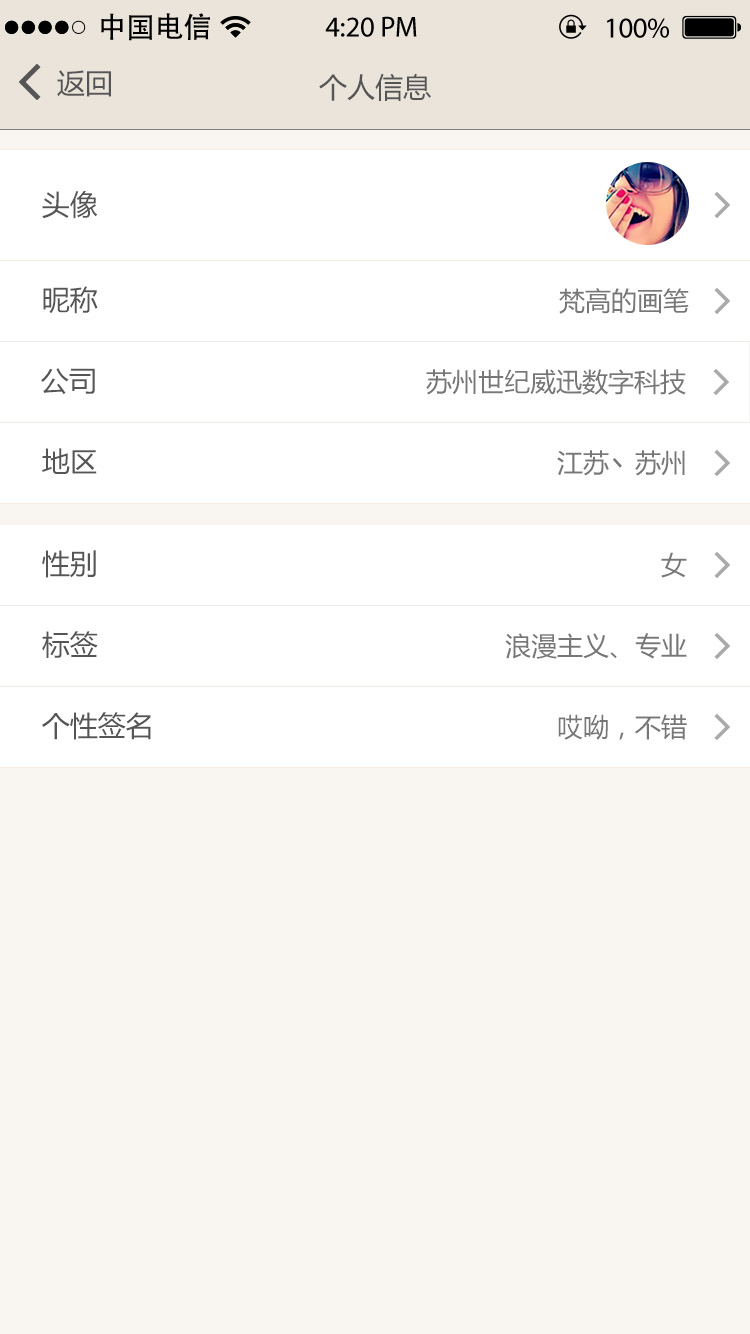 中国电信 4:20 PM 100%
返回 个人信息
头像
昵称 梵高的画笔
公司 苏州世纪威迅数字科技
地区 江苏丶苏州
性别 女
标签 浪漫主义、专业
个性签名 哎呦，不错